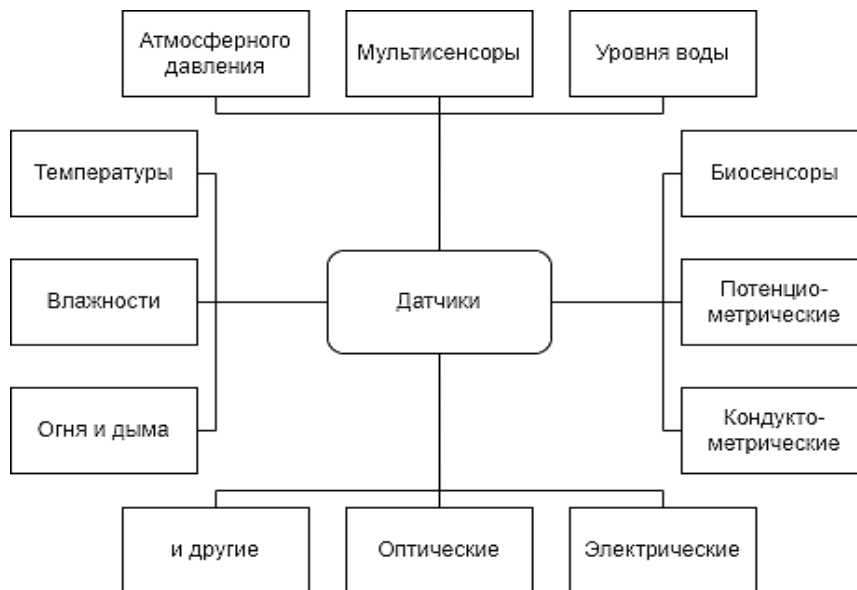 Атмосферного
давления
Мультисенсоры
Уровня воды
Температуры
Биосенсоры
Влажности
Датчики
Потенцио-
метрические
Огня и дыма
Кондукто-
метрические
и другие
Оптические
Электрические